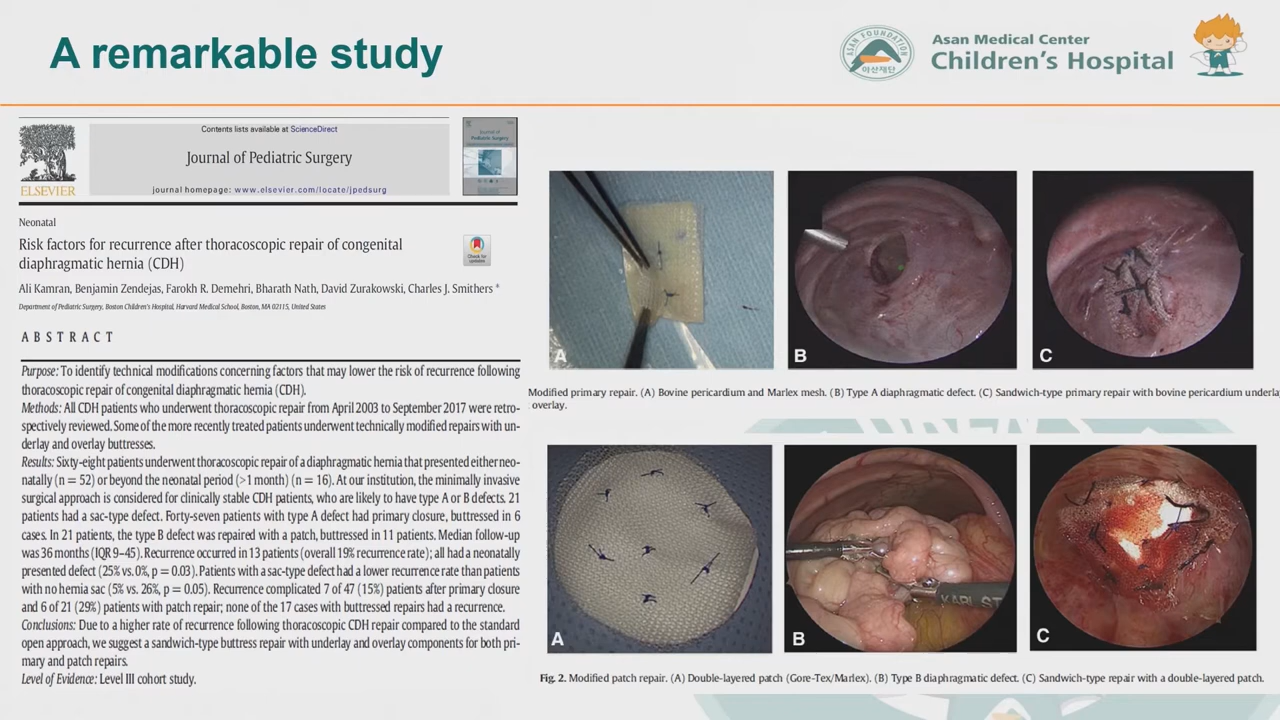 A remarkable study
ASAN FOUNDATION
아산재단
Asan Medical Center
Children's Hospital
Contents lists available at ScienceDirect
Journal of Pediatric Surgery
journal homepage: www.elsevier.com/locate/jpedsurg
ELSEVIER
Journal of
Pediatric Surgery
Neonatal
Risk factors for recurrence after thoracoscopic repair of congenital
diaphragmatic hernia (CDH)
Check for
updates
Ali Kamran, Benjamin Zendejas, Farokh R. Demehri, Bharath Nath, David Zurakowski, Charles J. Smithers *
Department of Pediatric Surgery, Boston Children's Hospital, Harvard Medical School, Boston, MA 02115, United States
ABSTRACT
Purpose: To identify technical modifications concerning factors that may lower the risk of recurrence following
thoracoscopic repair of congenital diaphragmatic hernia (CDH).
Methods: All CDH patients who underwent thoracoscopic repair from April 2003 to September 2017 were retro-
spectively reviewed. Some of the more recently treated patients underwent technically modified repairs with un-
derlay and overlay buttresses.
Results: Sixty-eight patients underwent thoracoscopic repair of a diaphragmatic hernia that presented either neo-
natally (n = 52) or beyond the neonatal period (>1 month) (n = 16). At our institution, the minimally invasive
surgical approach is considered for clinically stable CDH patients, who are likely to have type A or B defects. 21
patients had a sac-type defect. Forty-seven patients with type A defect had primary closure, buttressed in 6
cases. In 21 patients, the type B defect was repaired with a patch, buttressed in 11 patients. Median follow-up
was 36 months (IQR 9–45). Recurrence occurred in 13 patients (overall 19% recurrence rate); all had a neonatally
presented defect (25% vs. 0%, p = 0.03). Patients with a sac-type defect had a lower recurrence rate than patients
with no hernia sac (5% vs. 26%, p = 0.05). Recurrence complicated 7 of 47 (15%) patients after primary closure
and 6 of 21 (29%) patients with patch repair; none of the 17 cases with buttressed repairs had a recurrence.
Conclusions: Due to a higher rate of recurrence following thoracoscopic CDH repair compared to the standard
open approach, we suggest a sandwich-type buttress repair with underlay and overlay components for both pri-
mary and patch repairs.
Level of Evidence: Level III cohort study.
A
B
C
Modified primary repair. (A) Bovine pericardium and Marlex mesh. (B) Type A diaphragmatic defect. (C) Sandwich-type primary repair with bovine pericardium underla
overlay.
A
B
KARL ST
C
Fig. 2. Modified patch repair. (A) Double-layered patch (Gore-Tex/Marlex). (B) Type B diaphragmatic defect. (C) Sandwich-type repair with a double-layered patch.